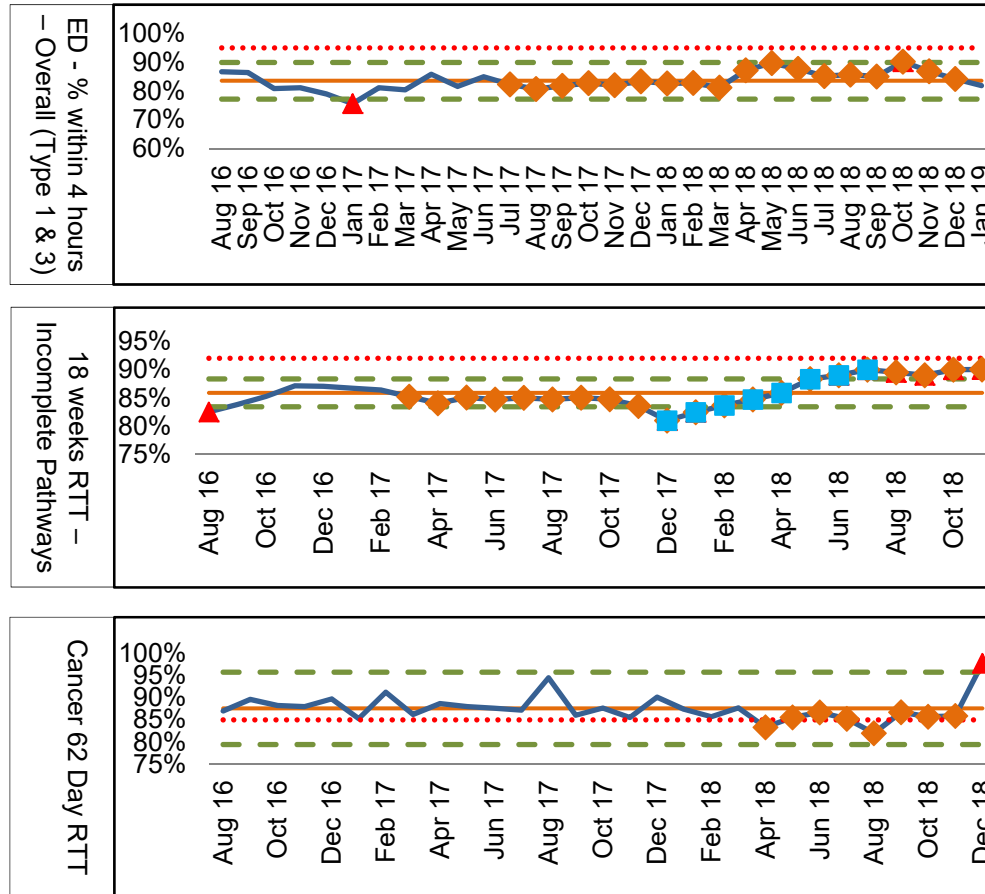 ED - % within 4 hours
– Overall (Type 1 & 3)
100%
90%
80%
70%
60%
Aug 16
Sep 16
Oct 16
Nov 16
Dec 16
Jan 17
Feb 17
Mar 17
Apr 17
May 17
Jun 17
Jul 17
Aug 17
Sep 17
Oct 17
Nov 17
Dec 17
Jan 18
Feb 18
Mar 18
Apr 18
May 18
Jun 18
Jul 18
Aug 18
Sep 18
Oct 18
Nov 18
Dec 18
Jan 19
18 weeks RTT –
Incomplete Pathways
95%
90%
85%
80%
75%
Aug 16
Oct 16
Dec 16
Feb 17
Apr 17
Jun 17
Aug 17
Oct 17
Dec 17
Feb 18
Apr 18
Jun 18
Aug 18
Oct 18
Cancer 62 Day RTT
100%
95%
90%
85%
80%
75%
Aug 16
Oct 16
Dec 16
Feb 17
Apr 17
Jun 17
Aug 17
Oct 17
Dec 17
Feb 18
Apr 18
Jun 18
Aug 18
Oct 18
Dec 18